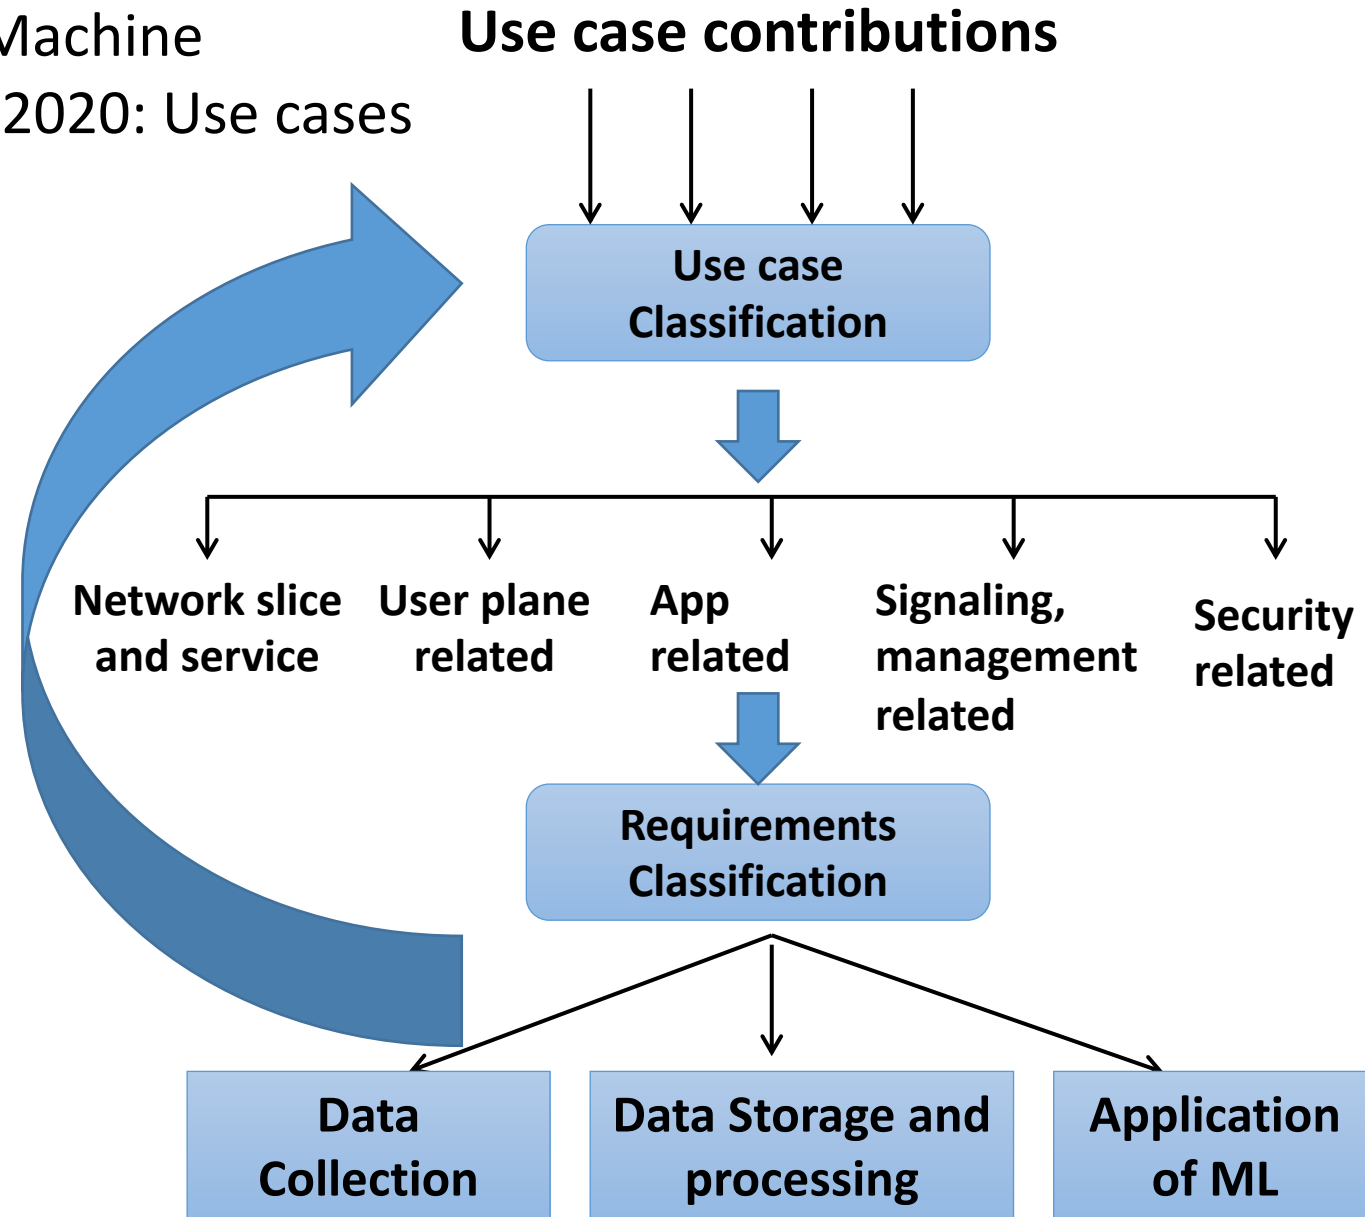 Machine
2020: Use cases
Use case contributions
Use case
Classification
Network slice
and service
User plane
related
App
related
Signaling,
management
related
Security
related
Requirements
Classification
Data
Collection
Data Storage and
processing
Application
of ML